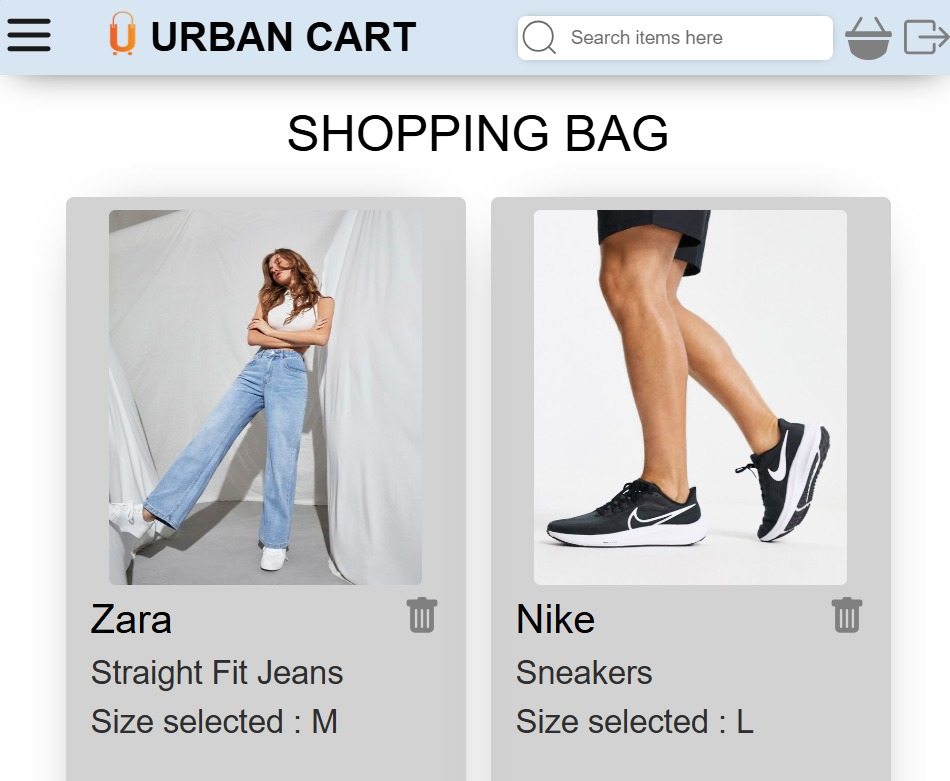 URBAN CART
Search items here
SHOPPING BAG
Zara
Straight Fit Jeans
Size selected : M
Nike
Sneakers
Size selected : L